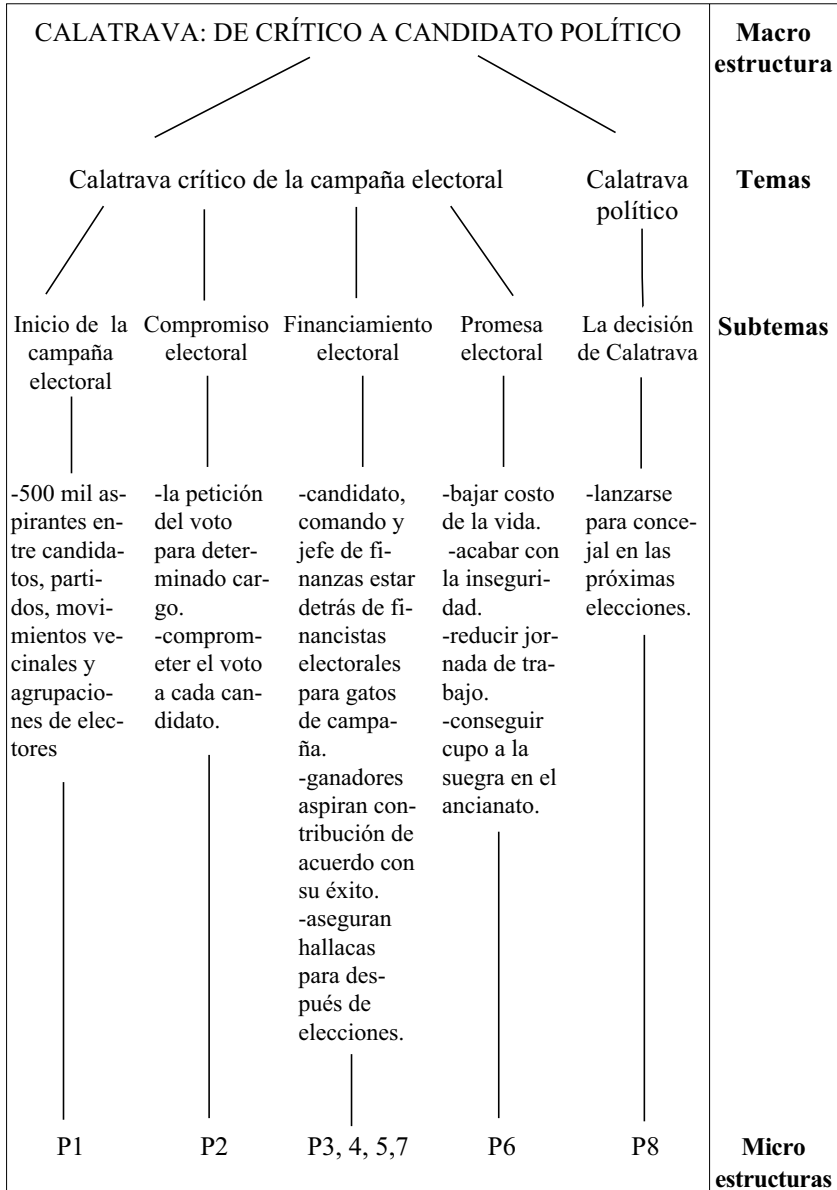 CALATRAVA: DE CRÍTICO A CANDIDATO POLÍTICO
Macro
estructura
Calatrava crítico de la campaña electoral
Calatrava
político
Temas
Inicio de la
campaña
electoral
Compromiso
electoral
Financiamiento
electoral
Promesa
electoral
La decisión
de Calatrava
Subtemas
-500 mil as-
pirantes en-
tre candida-
tos, parti-
dos, movi-
mientos ve-
cinales y
agrupacio-
nes de elec-
tores
-la petición
del voto
para deter-
minado car-
go.
-comprom-
eter el voto
a cada can-
didato.
-candidato,
comando y
jefe de fi-
nanzas estar
detrás de fi-
nancistas
electorales
para gatos
de campa-
ña.
-ganadores
aspiran con-
tribución de
acuerdo con
su éxito.
-aseguran
hallacas
para des-
pués de
elecciones.
-bajar costo
de la vida.
-acabar con
la inseguri-
dad.
-reducir jor-
nada de tra-
bajo.
-conseguir
cupo a la
suegra en el
ancianato.
-lanzarse
para conce-
jal en las
próximas
elecciones.
P1
P2
P3, 4, 5,7
P6
P8
Micro
estructuras